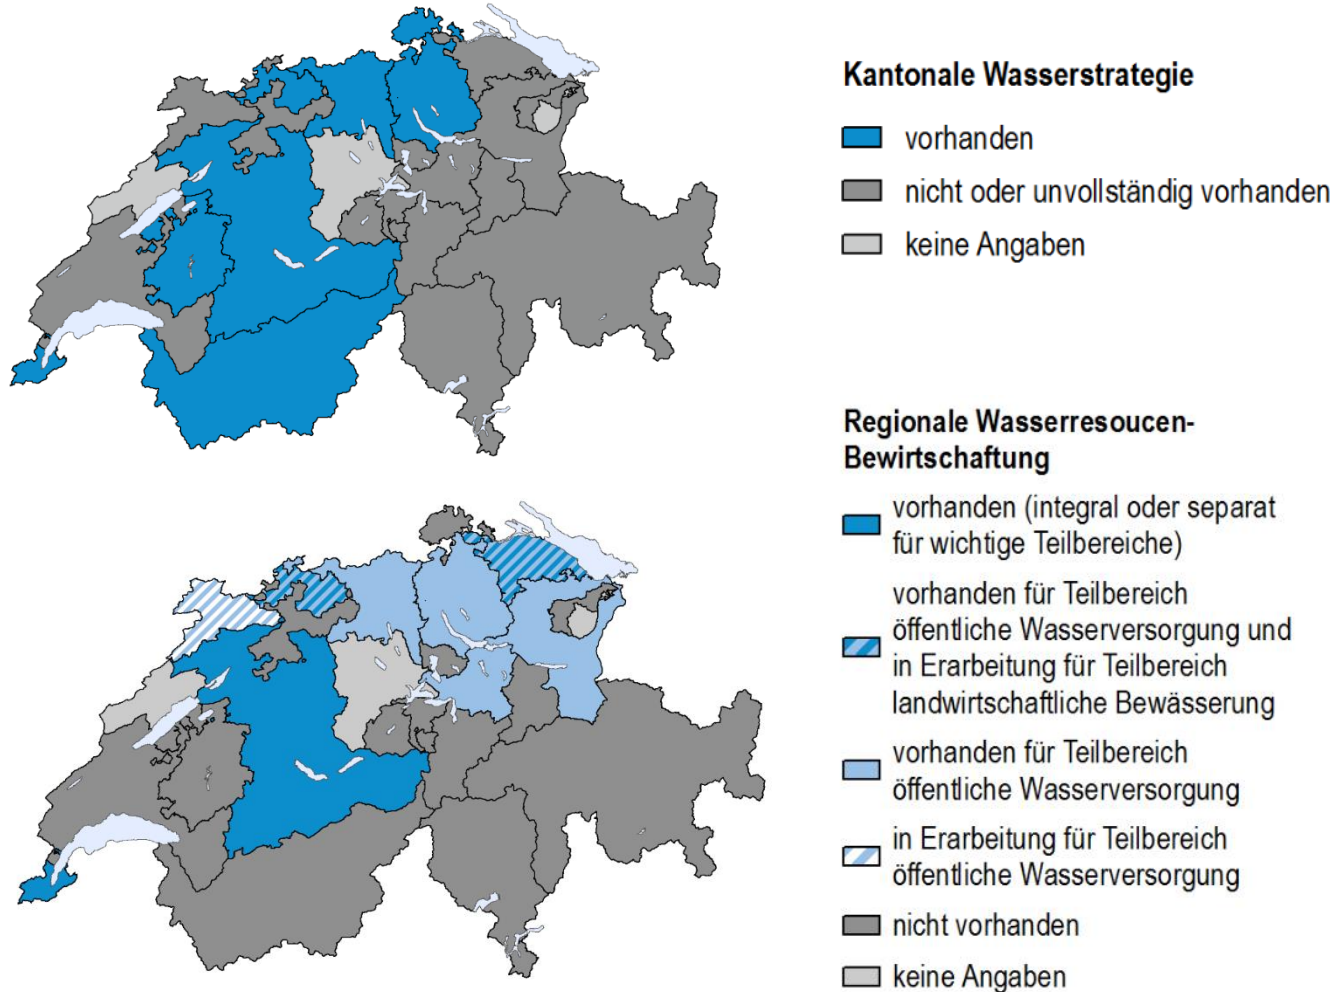 Kantonale Wasserstrategie
vorhanden
nicht oder unvollständig vorhanden
keine Angaben
Regionale Wasserresoucen-
Bewirtschaftung
vorhanden (integral oder separat
für wichtige Teilbereiche)
vorhanden für Teilbereich
öffentliche Wasserversorgung und
in Erarbeitung für Teilbereich
landwirtschaftliche Bewässerung
vorhanden für Teilbereich
öffentliche Wasserversorgung
in Erarbeitung für Teilbereich
öffentliche Wasserversorgung
nicht vorhanden
keine Angaben